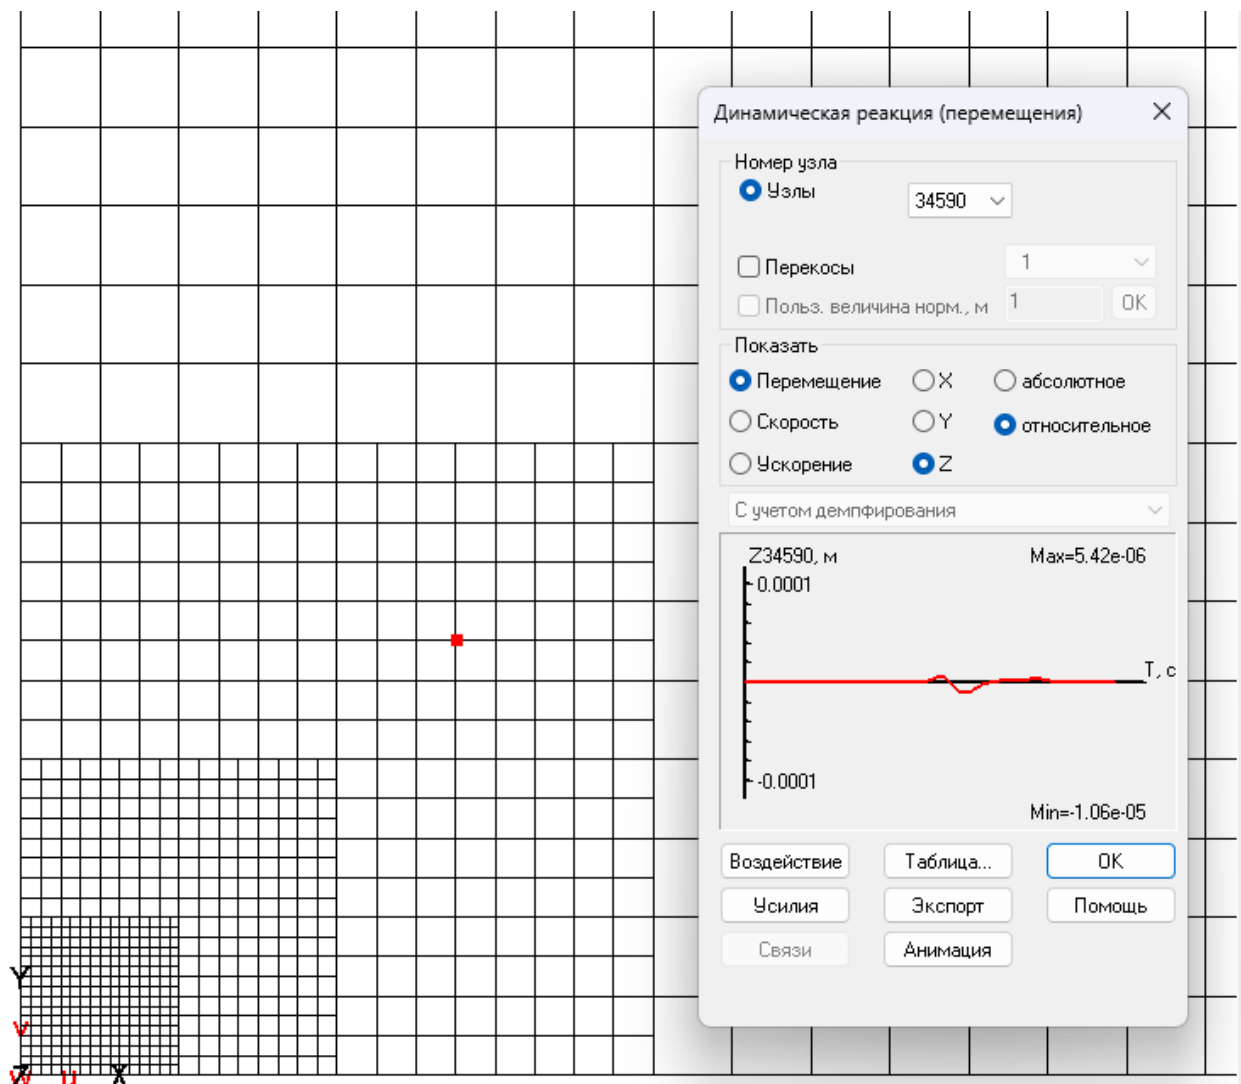 Динамическая реакция (перемещения)
Номер узла
Узлы
34590
Перекосы
1
Польз. величина норм., м
1
OK
Показать
Перемещение
X
абсолютное
Скорость
Y
относительное
Ускорение
Z
С учетом демпфирования
Z34590, м
Max=5.42e-06
0.0001
T, с
-0.0001
Min=-1.06e-05
Воздействие
Таблица...
OK
Усилия
Экспорт
Помощь
Связи
Анимация
Y
v
Z
w
u
X